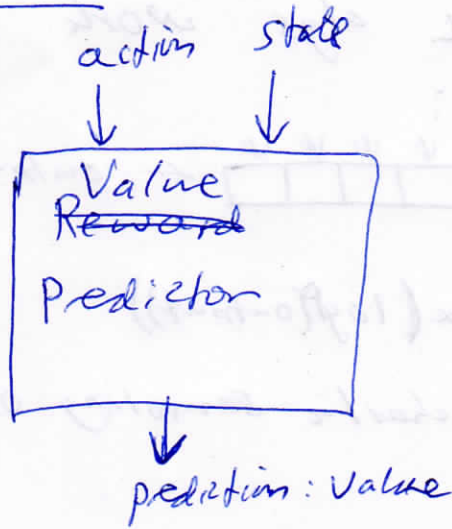 action state
Value
Reward
Predictor
prediction: Value